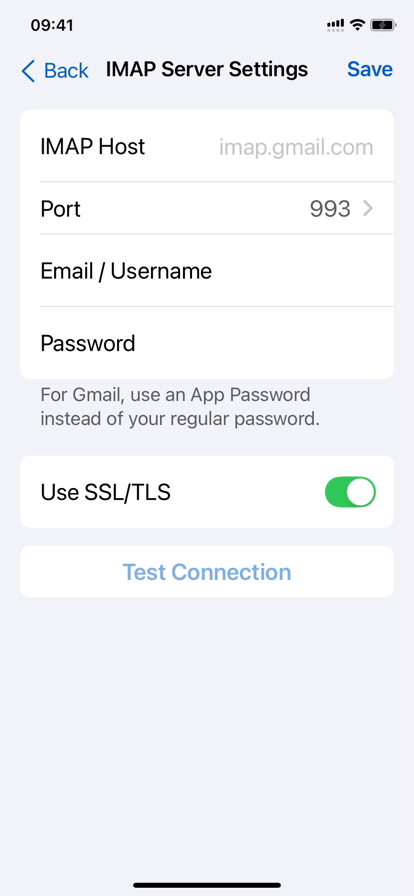 09:41
Back IMAP Server Settings Save
IMAP Host imap.gmail.com
Port 993
Email / Username
Password
For Gmail, use an App Password
instead of your regular password.
Use SSL/TLS
Test Connection